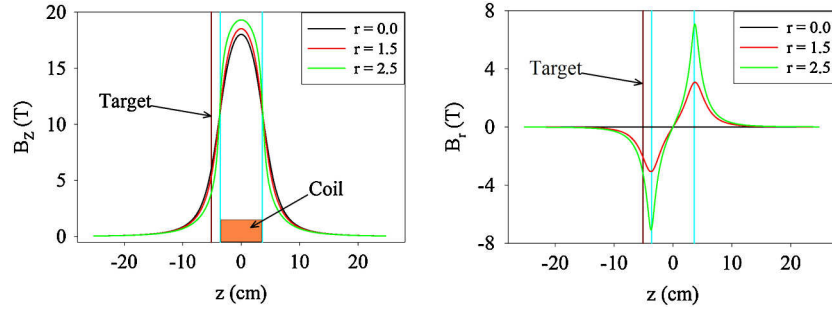 20
15
10
5
0
B_Z (T)
Target
Coil
r = 0.0
r = 1.5
r = 2.5
-20
-10
0
10
20
z (cm)
8
4
0
-4
-8
B_r (T)
Target
r = 0.0
r = 1.5
r = 2.5
-20
-10
0
10
20
z (cm)